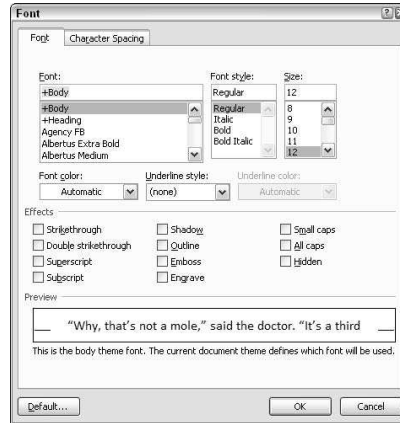 Font
Font Character Spacing
Font: Font style: Size:
+Body Regular 12
+Body Regular 8
+Heading Italic 9
Agency FB Bold 10
Albertus Extra Bold Bold Italic 11
Albertus Medium 12
Font color: Underline style: Underline color:
Automatic (none) Automatic
Effects
Strikethrough Shadow Small caps
Double strikethrough Outline All caps
Superscript Emboss Hidden
Subscript Engrave
Preview
“Why, that’s not a mole,” said the doctor. “It’s a third
This is the body theme font. The current document theme defines which font will be used.
Default... OK Cancel